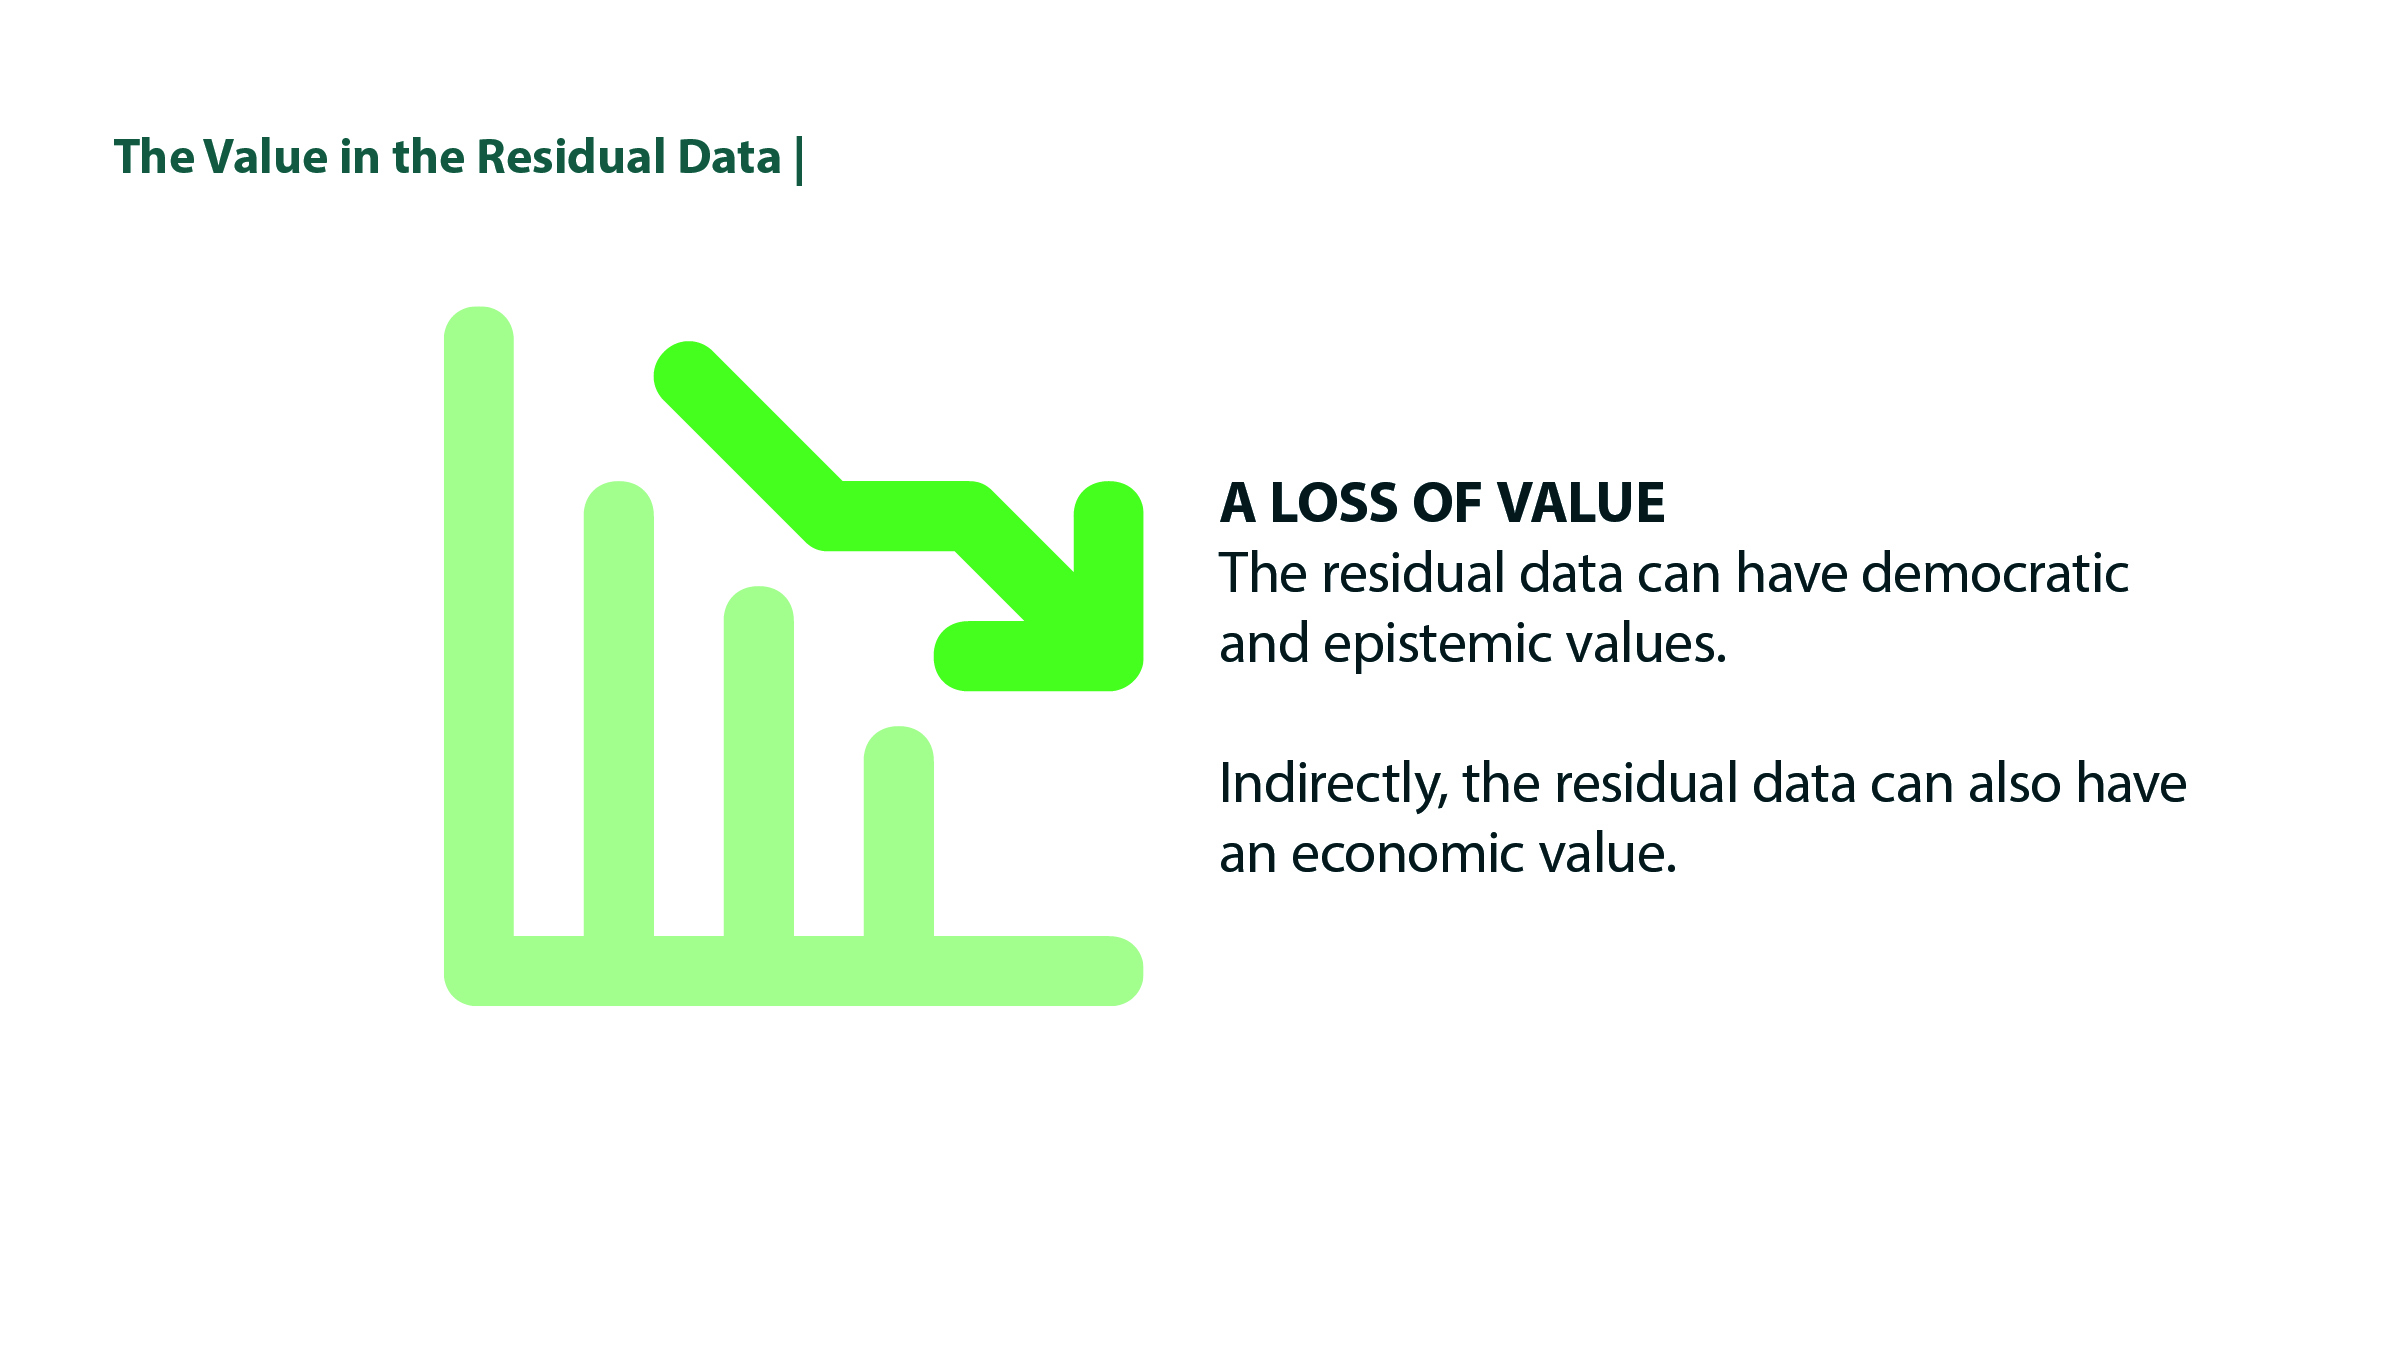 The Value in the Residual Data |
A LOSS OF VALUE
The residual data can have democratic
and epistemic values.
Indirectly, the residual data can also have
an economic value.